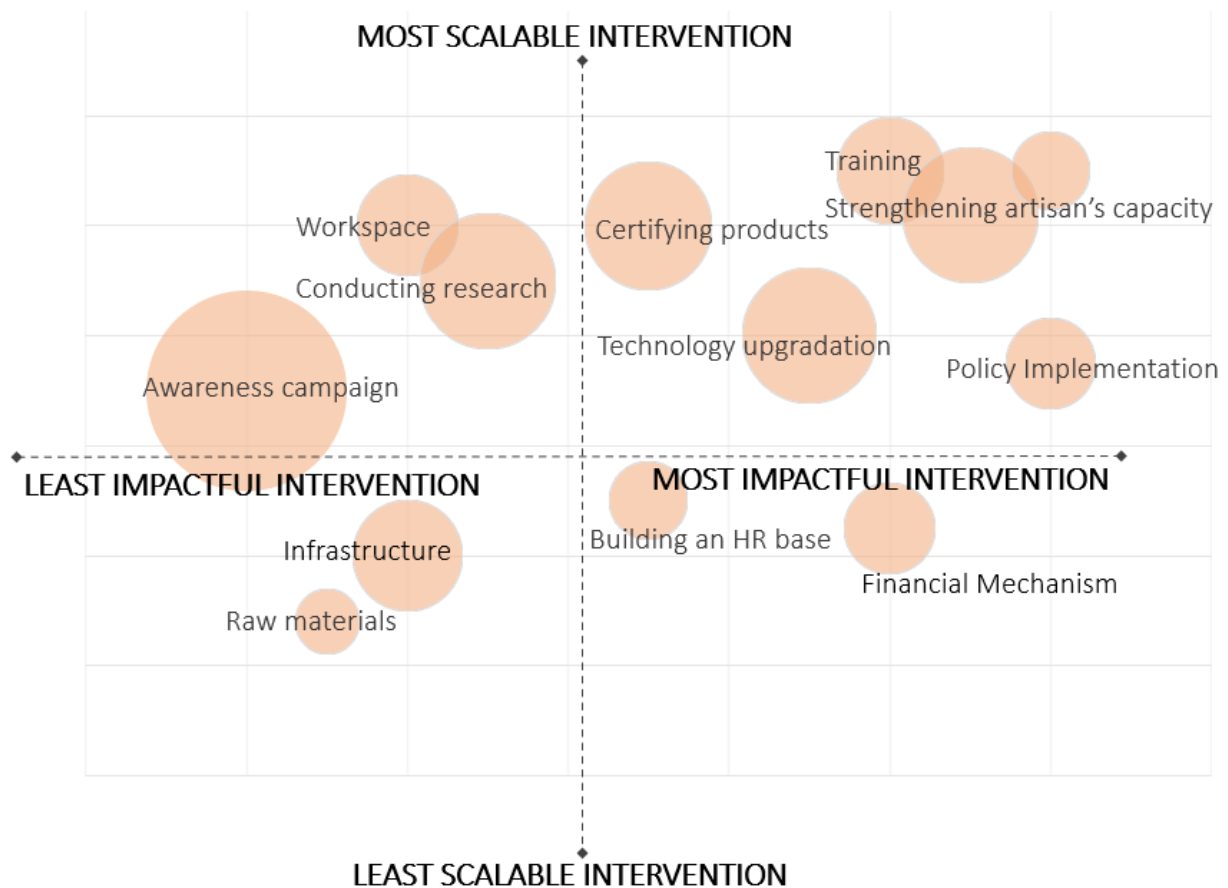 MOST SCALABLE INTERVENTION
Training
Strengthening artisan's capacity
Workspace
Certifying products
Conducting research
Technology upgradation
Policy Implementation
Awareness campaign
LEAST IMPACTFUL INTERVENTION
MOST IMPACTFUL INTERVENTION
Building an HR base
Infrastructure
Financial Mechanism
Raw materials
LEAST SCALABLE INTERVENTION